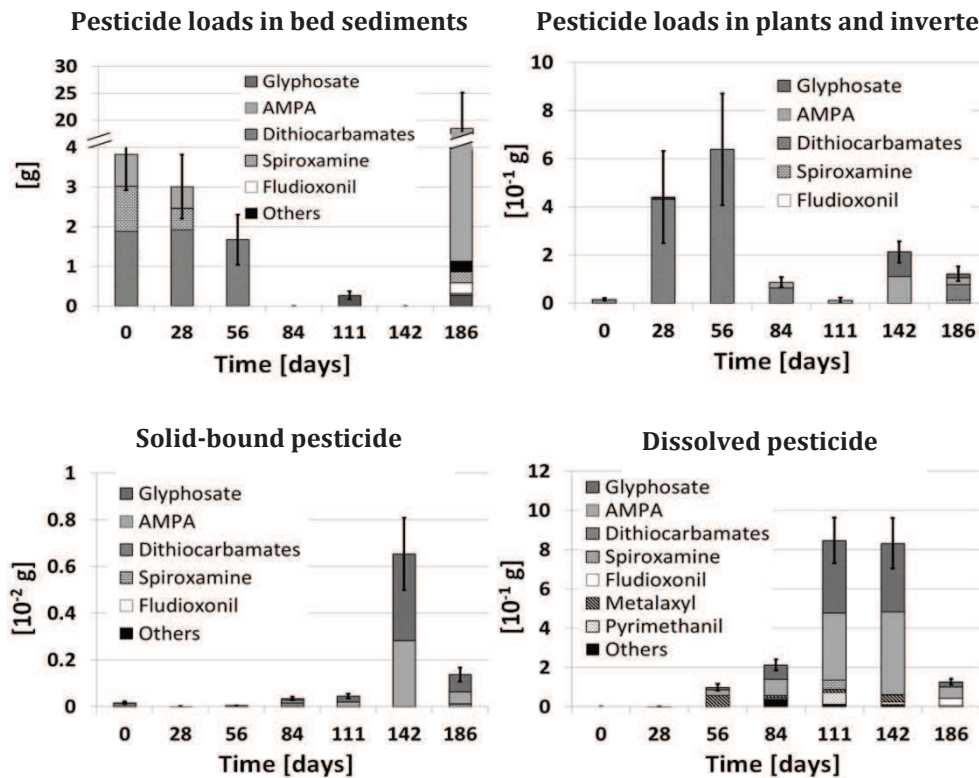 Pesticide loads in bed sediments
30
25
20
4
3
2
1
0
[g]
Glyphosate
AMPA
Dithiocarbamates
Spiroxamine
Fludioxonil
Others
0 28 56 84 111 142 186
Time [days]
Pesticide loads in plants and inverte
10
8
6
4
2
0
[10⁻¹ g]
Glyphosate
AMPA
Dithiocarbamates
Spiroxamine
Fludioxonil
0 28 56 84 111 142 186
Time [days]
Solid-bound pesticide
1
0.8
0.6
0.4
0.2
0
[10⁻² g]
Glyphosate
AMPA
Dithiocarbamates
Spiroxamine
Fludioxonil
Others
0 28 56 84 111 142 186
Time [days]
Dissolved pesticide
12
10
8
6
4
2
0
[10⁻¹ g]
Glyphosate
AMPA
Dithiocarbamates
Spiroxamine
Fludioxonil
Metalaxyl
Pyrimethanil
Others
0 28 56 84 111 142 186
Time [days]